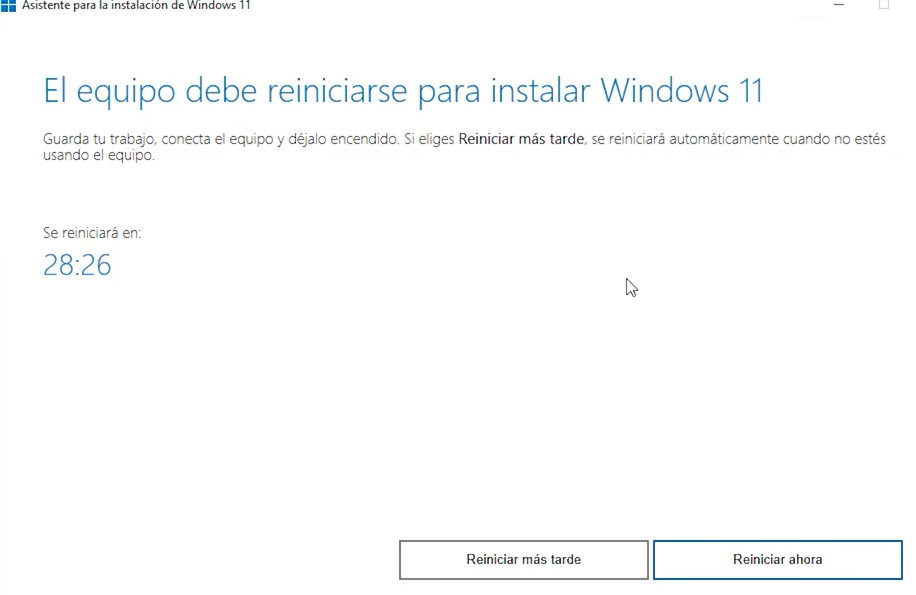 Asistente para la instalación de Windows 11
El equipo debe reiniciarse para instalar Windows 11
Guarda tu trabajo, conecta el equipo y déjalo encendido. Si eliges Reiniciar más tarde, se reiniciará automáticamente cuando no estés
usando el equipo.
Se reiniciará en:
28:26
Reiniciar más tarde
Reiniciar ahora